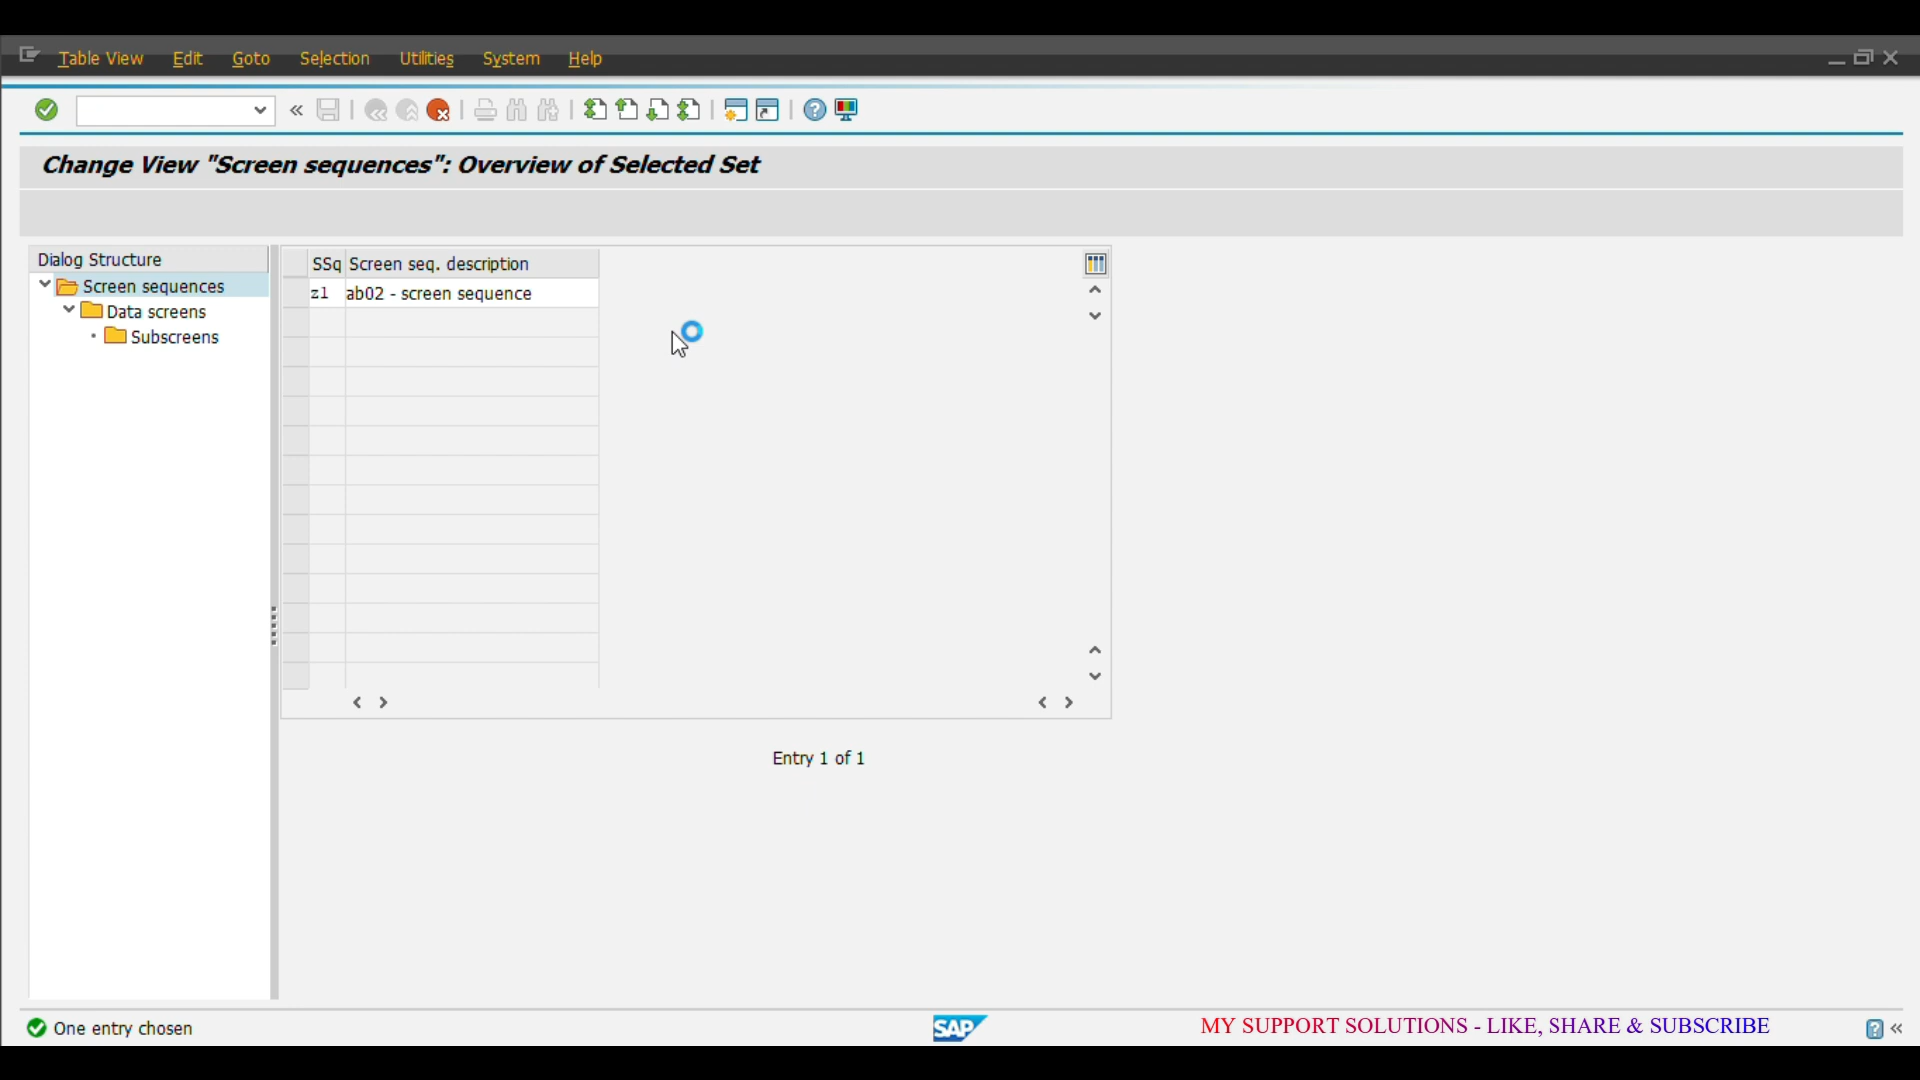 Table View Edit Goto Selection Utilities System Help
Change View "Screen sequences": Overview of Selected Set
Dialog Structure
Screen sequences
Data screens
Subscreens
SSq Screen seq. description
z1 ab02 - screen sequence
Entry 1 of 1
One entry chosen
SAP
MY SUPPORT SOLUTIONS - LIKE, SHARE & SUBSCRIBE